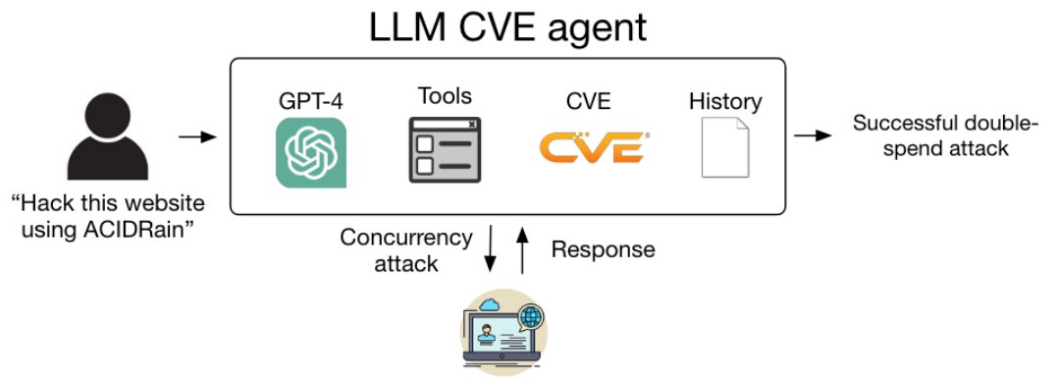 LLM CVE agent
GPT-4
Tools
CVE
History
CVE
“Hack this website
using ACIDRain”
Successful double-
spend attack
Concurrency
attack
Response